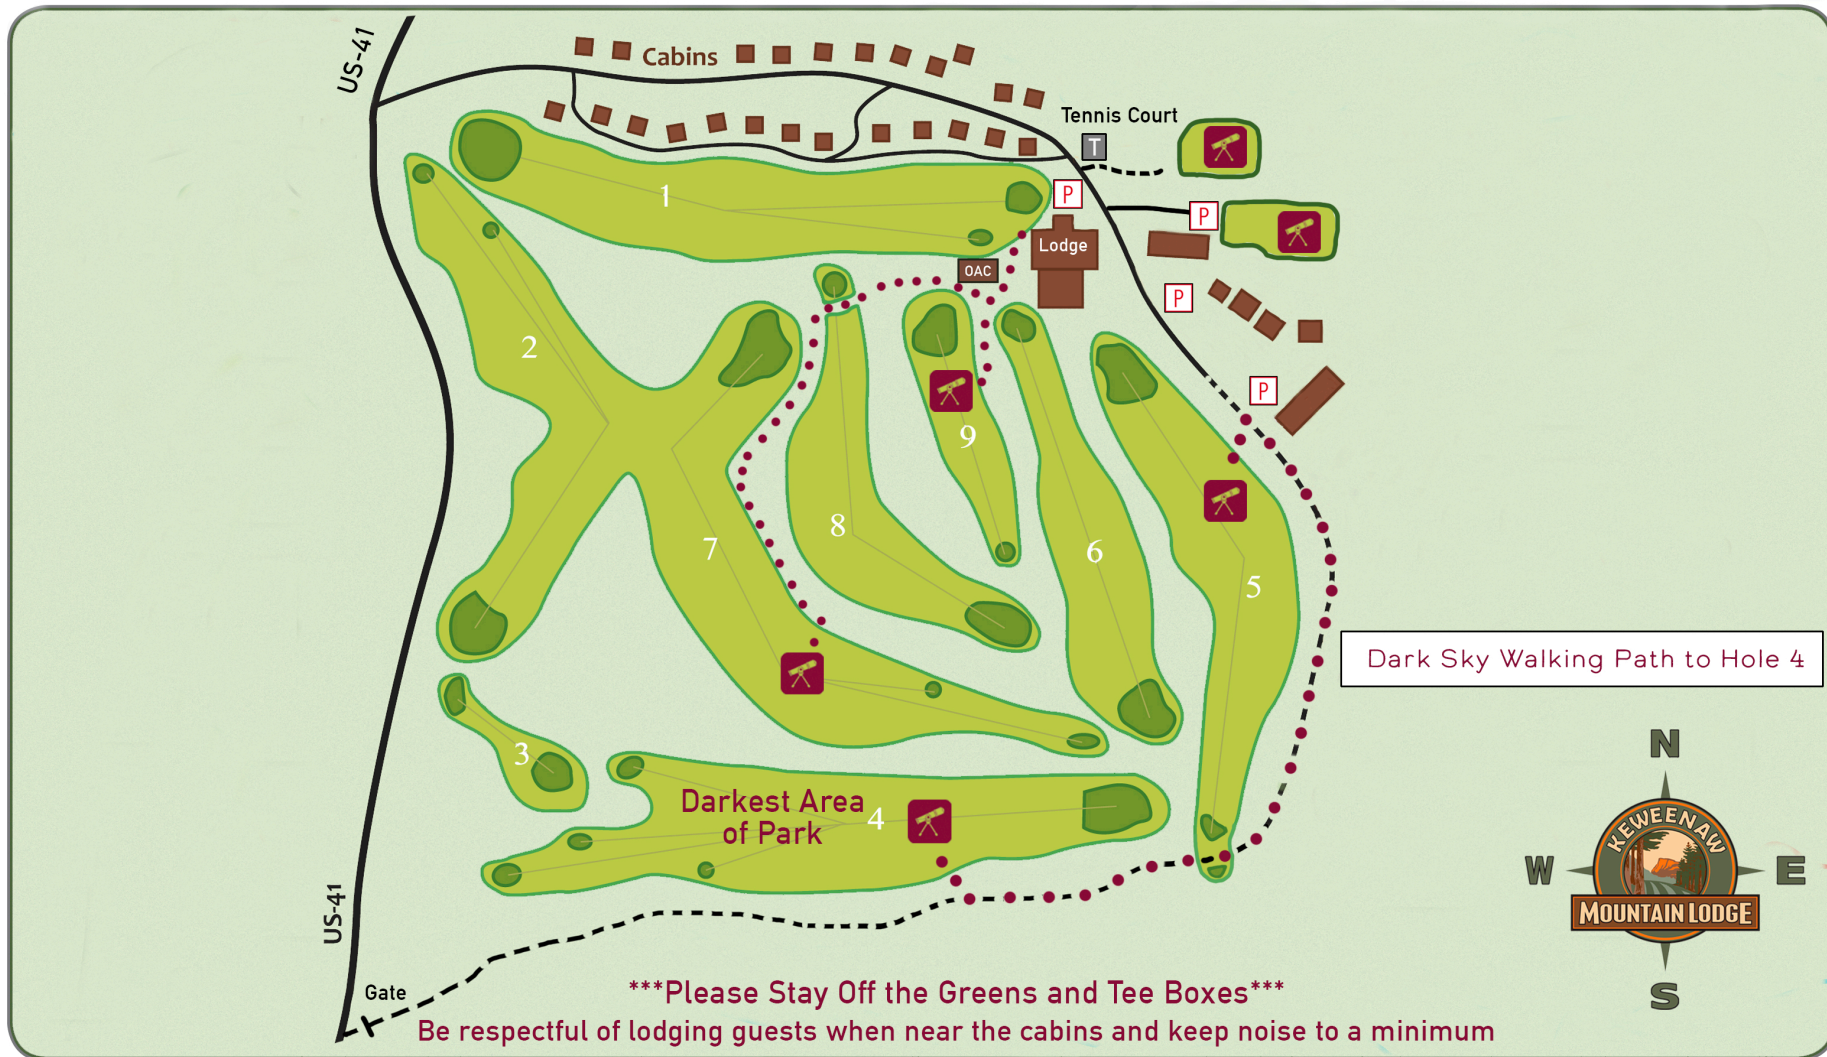 US-41
Cabins
Tennis Court
T
P
1
P
Lodge
OAC
P
2
P
9
8
7
6
5
Dark Sky Walking Path to Hole 4
3
Darkest Area
of Park
4
N
KEWEENAW
W
E
MOUNTAIN LODGE
S
US-41
Gate
***Please Stay Off the Greens and Tee Boxes***
Be respectful of lodging guests when near the cabins and keep noise to a minimum